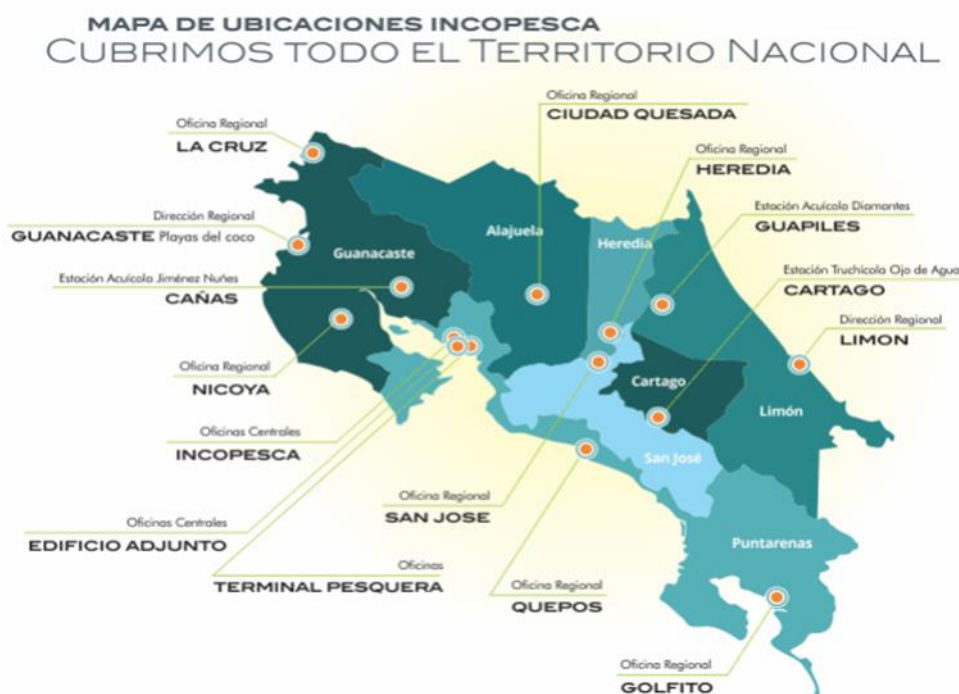 MAPA DE UBICACIONES INCOPESCA
CUBRIMOS TODO EL TERRITORIO NACIONAL
Oficina Regional
CIUDAD QUESADA
Oficina Regional
LA CRUZ
Oficina Regional
HEREDIA
Dirección Regional
GUANACASTE Playas del coco
Estación Acuícola Diamantes
GUAPILES
Estación Acuícola Jiménez Nuñes
CAÑAS
Estación Truchícola Ojo de Agua
CARTAGO
Dirección Regional
LIMON
Oficina Regional
NICOYA
Oficinas Centrales
INCOPESCA
Oficina Regional
SAN JOSE
Oficinas Centrales
EDIFICIO ADJUNTO
Oficinas
TERMINAL PESQUERA
Oficina Regional
QUEPOS
Oficina Regional
GOLFITO
Guanacaste
Alajuela
Heredia
Cartago
Limón
San José
Puntarenas